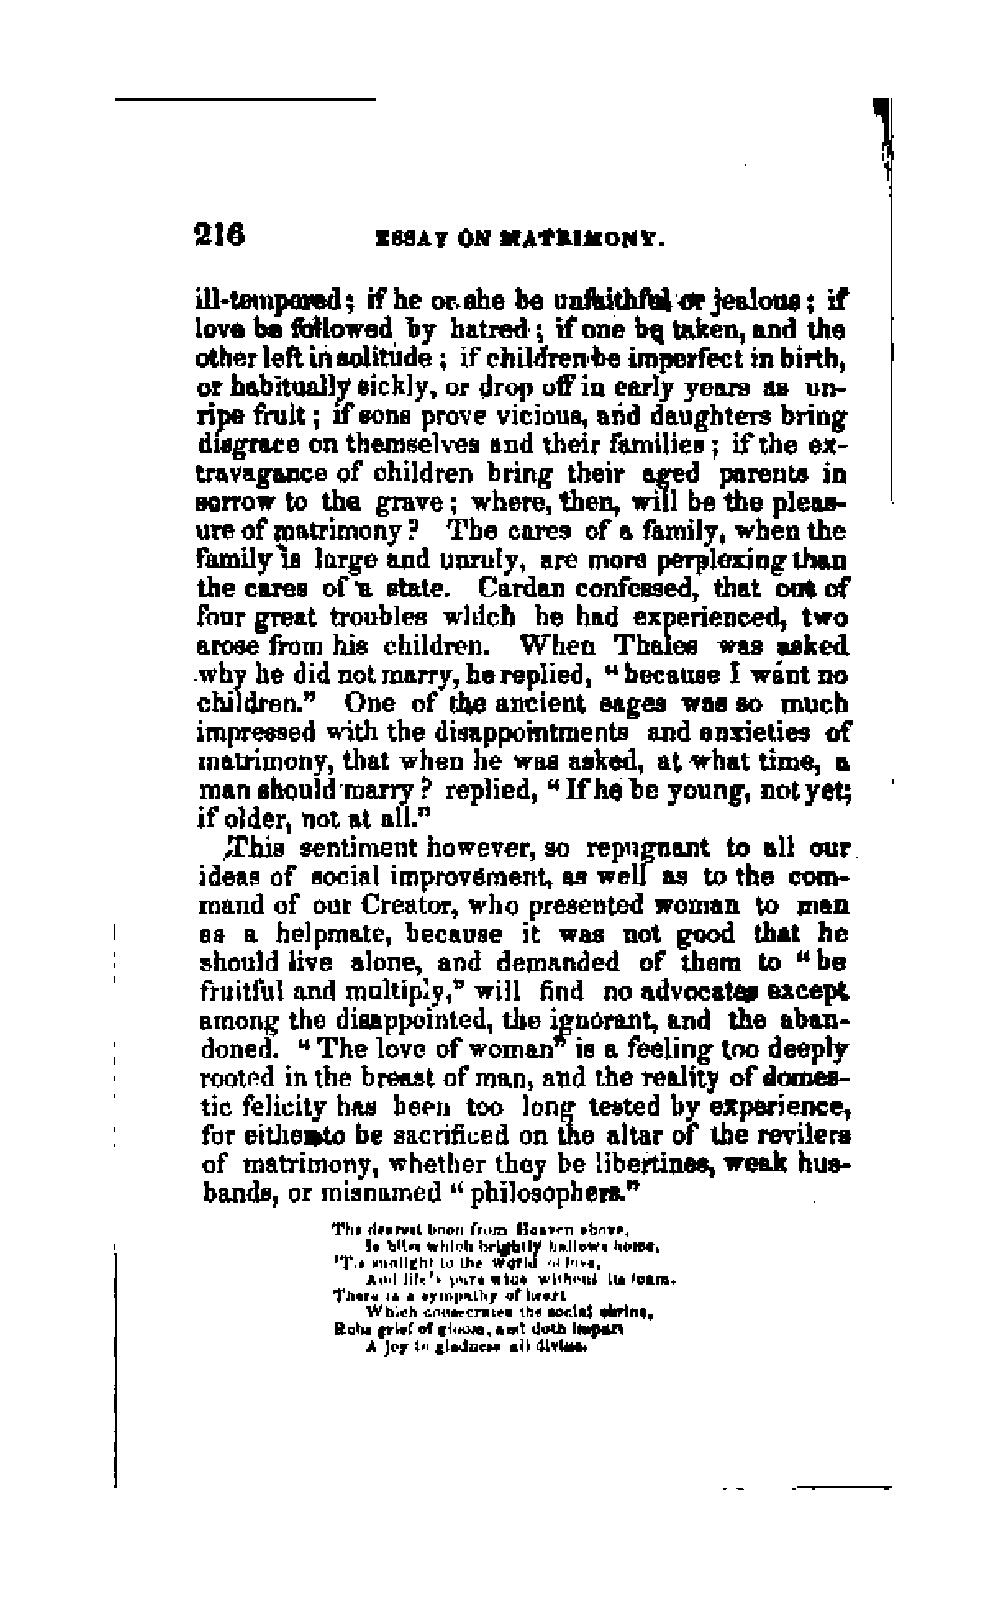 216 ESSAY ON MATRIMONY.
ill-tempered; if he or she be unfaithful or jealous; if
love be followed by hatred; if one be taken, and the
other left in solitude; if children be imperfect in birth,
or habitually sickly, or drop off in early years as un-
ripe fruit; if sons prove vicious, and daughters bring
disgrace on themselves and their families; if the ex-
travagance of children bring their aged parents in
sorrow to the grave; where, then, will be the pleas-
ure of matrimony? The cares of a family, when the
family is large and unruly, are more perplexing than
the cares of a state. Cardan confessed, that out of
four great troubles which he had experienced, two
arose from his children. When Thales was asked
why he did not marry, he replied, "because I want no
children." One of the ancient sages was so much
impressed with the disappointments and anxieties of
matrimony, that when he was asked, at what time, a
man should marry? replied, "If he be young, not yet;
if older, not at all."
This sentiment however, so repugnant to all our
ideas of social improvement, as well as to the com-
mand of our Creator, who presented woman to man
as a helpmate, because it was not good that he
should live alone, and demanded of them to "be
fruitful and multiply," will find no advocates except
among the disappointed, the ignorant, and the aban-
doned. "The love of woman" is a feeling too deeply
rooted in the breast of man, and the reality of domes-
tic felicity has been too long tested by experience,
for either to be sacrificed on the altar of the revilers
of matrimony, whether they be libertines, weak hus-
bands, or misnamed "philosophers."
The dearest boon from Heaven above,
Is bliss which brightly hallows home,
'Tis sunlight to the world of love,
And life's pure wine without its foam.
There is a sympathy of heart
Which consecrates the social shrine,
Robs grief of gloom, and doth impart
A joy to gladness all divine.